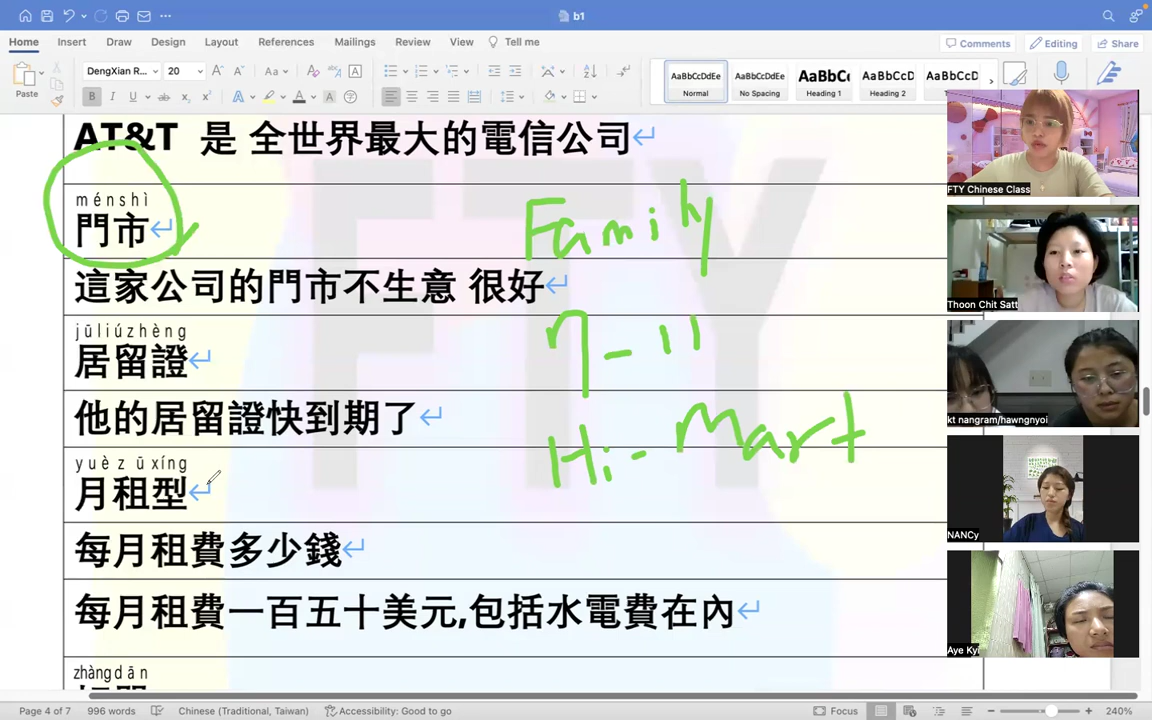 b1
Home Insert Draw Design Layout References Mailings Review View Tell me
Comments Editing Share
Paste
DengXian R... 20
B I U ab x₂ x² A
AaBbCcDdEe AaBbCcDdEe AaBbC AaBbCcD AaBbCcD
Normal No Spacing Heading 1 Heading 2
AT&T 是 全世界最大的電信公司
ménshì
門市
Family
這家公司的門市不生意 很好
7-11
jūliúzhèng
居留證
他的居留證快到期了
Hi-Mart
yuè zūxíng
月租型
每月租費多少錢
每月租費一百五十美元,包括水電費在內
zhàngdān
FTY
FTY Chinese Class
Thoon Chit Satt
kt nangram/hawngnyoi
NANCy
Aye Kyi
Page 4 of 7 996 words Chinese (Traditional, Taiwan) Accessibility: Good to go Focus 240%